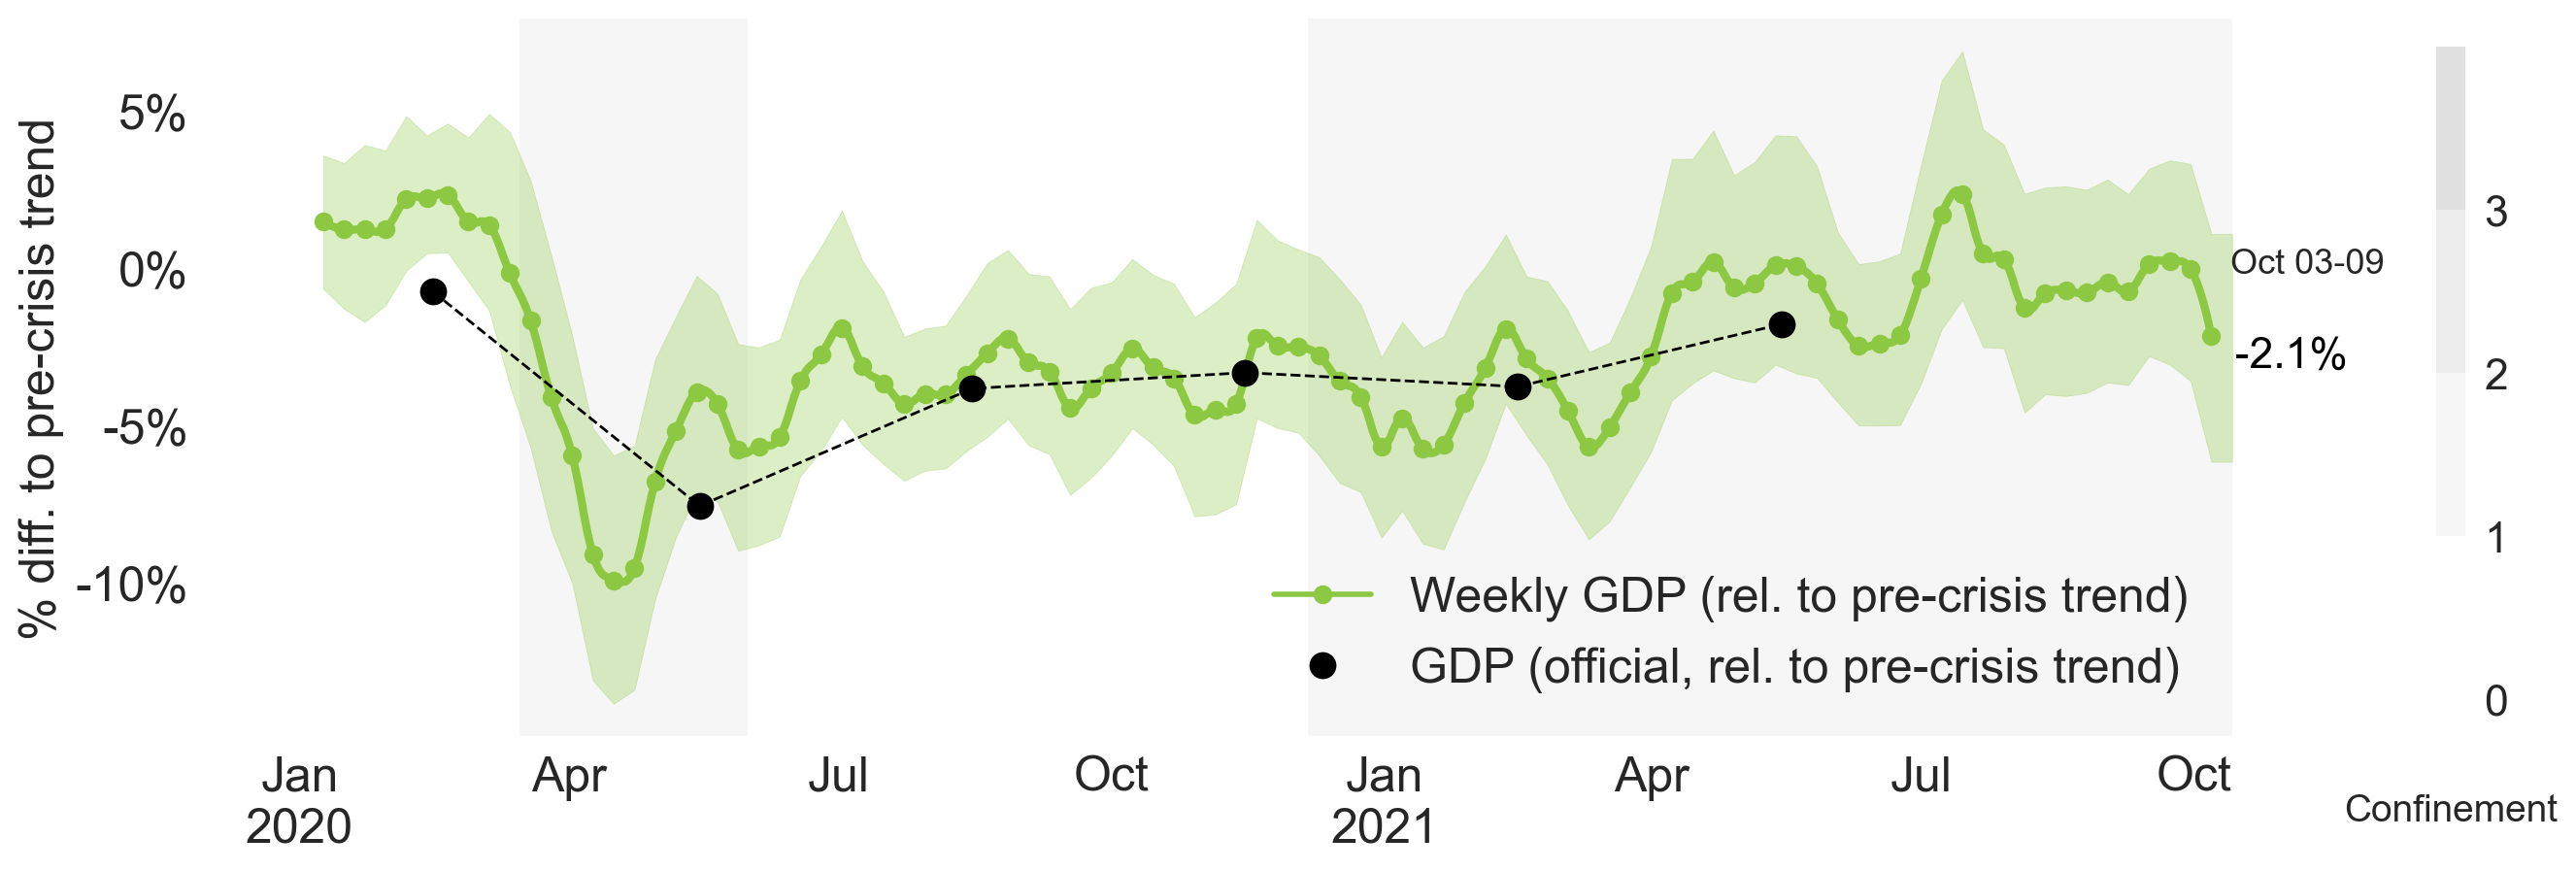 % diff. to pre-crisis trend
5%
0%
-5%
-10%
Oct 03-09
-2.1%
Weekly GDP (rel. to pre-crisis trend)
GDP (official, rel. to pre-crisis trend)
Jan Apr Jul Oct Jan Apr Jul Oct
2020 2021
3
2
1
0
Confinement